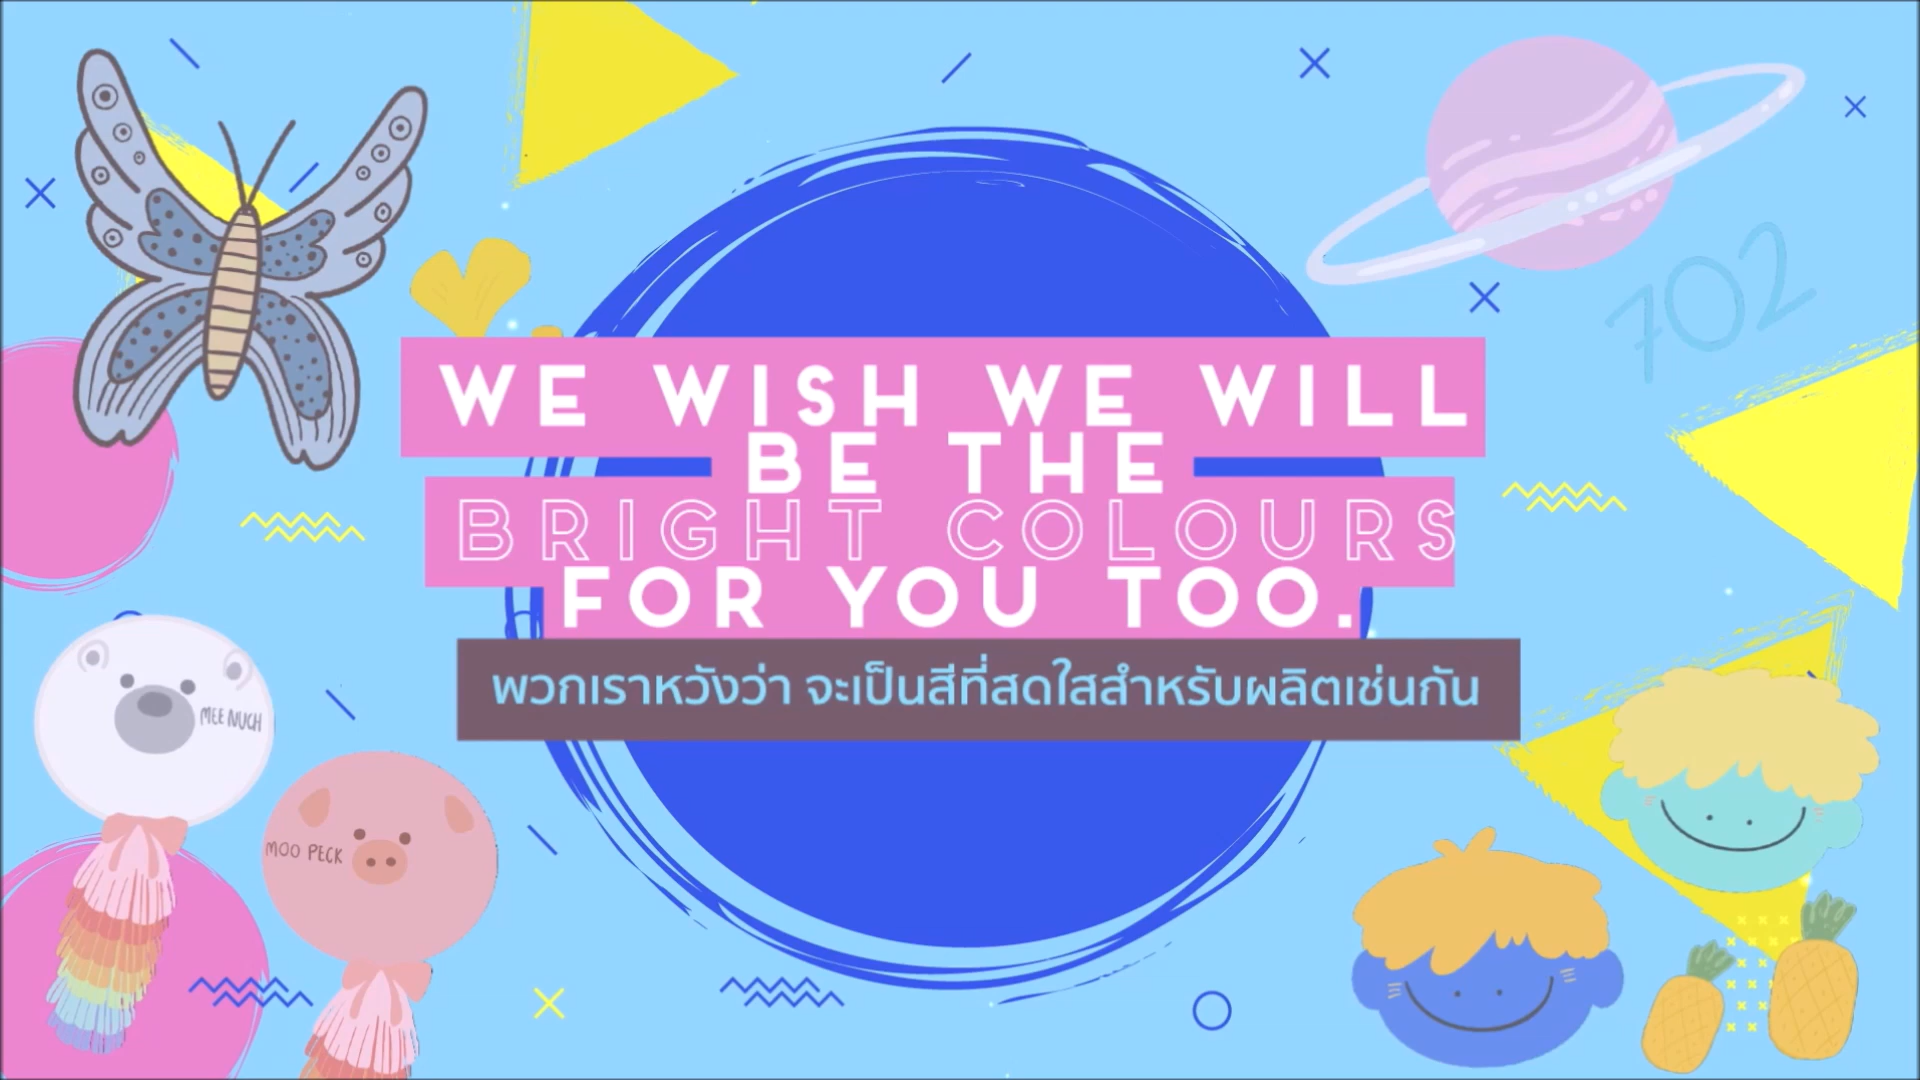 702
WE WISH WE WILL
BE THE
BRIGHT COLOURS
FOR YOU TOO.
พวกเราหวังว่า จะเป็นสีที่สดใสสำหรับผลิตเช่นกัน
MEE NUCH
MOO PECK